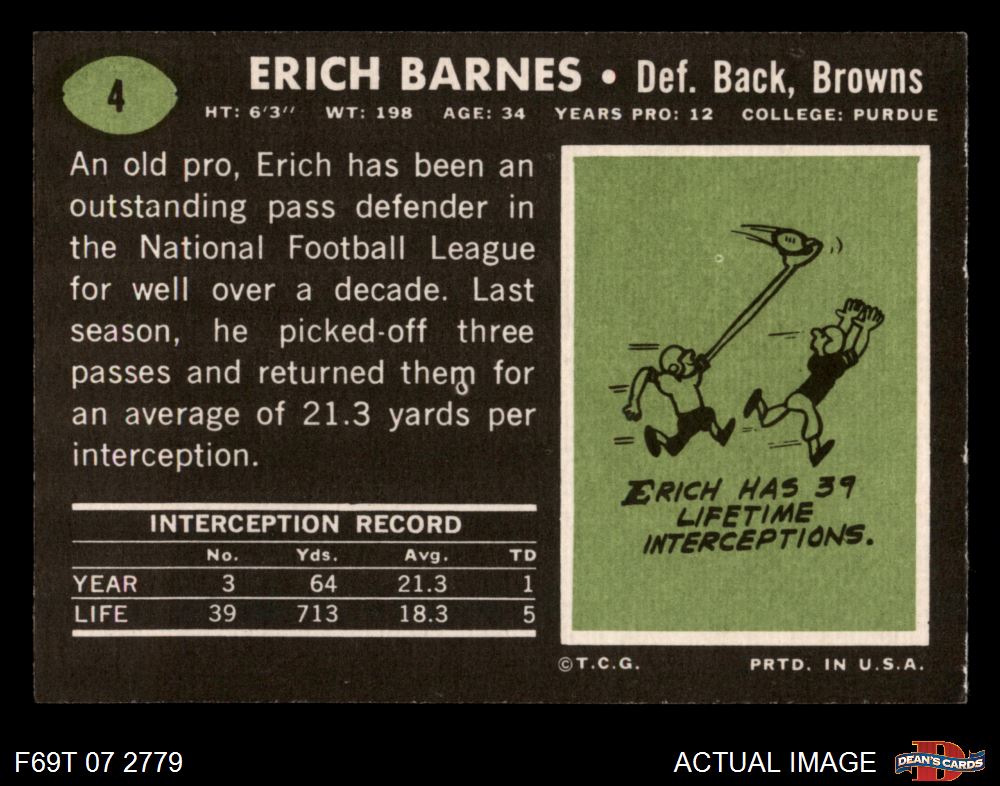 4
ERICH BARNES • Def. Back, Browns
HT: 6'3'' WT: 198 AGE: 34 YEARS PRO: 12 COLLEGE: PURDUE
An old pro, Erich has been an
outstanding pass defender in
the National Football League
for well over a decade. Last
season, he picked-off three
passes and returned them for
an average of 21.3 yards per
interception.
INTERCEPTION RECORD
No. Yds. Avg. TD
YEAR 3 64 21.3 1
LIFE 39 713 18.3 5
ERICH HAS 39
LIFETIME
INTERCEPTIONS.
©T.C.G. PRTD. IN U.S.A.
F69T 07 2779
ACTUAL IMAGE
D
DEAN'S CARDS